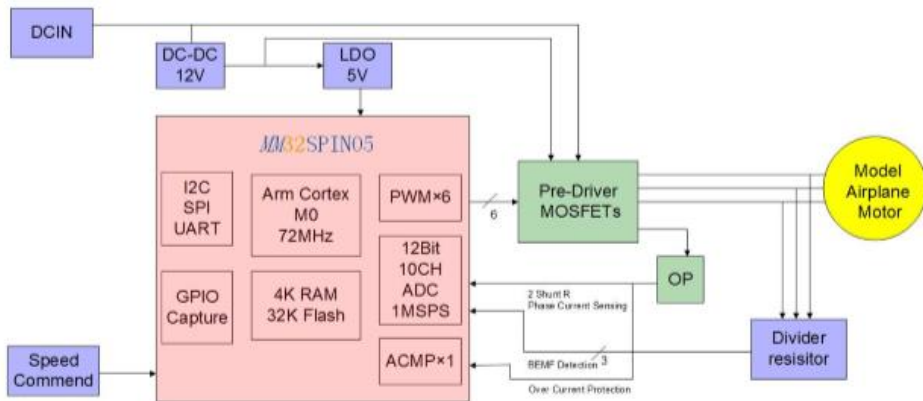 DCIN
DC-DC
12V
LDO
5V
MM32SPIN05
I2C
SPI
UART
Arm Cortex
M0
72MHz
PWM×6
6
Pre-Driver
MOSFETs
Model
Airplane
Motor
12Bit
10CH
ADC
1MSPS
GPIO
Capture
4K RAM
32K Flash
OP
2 Shunt R
Phase Current Sensing
Divider
resisitor
Speed
Commend
ACMP×1
BEMF Detection
3
Over Current Protection